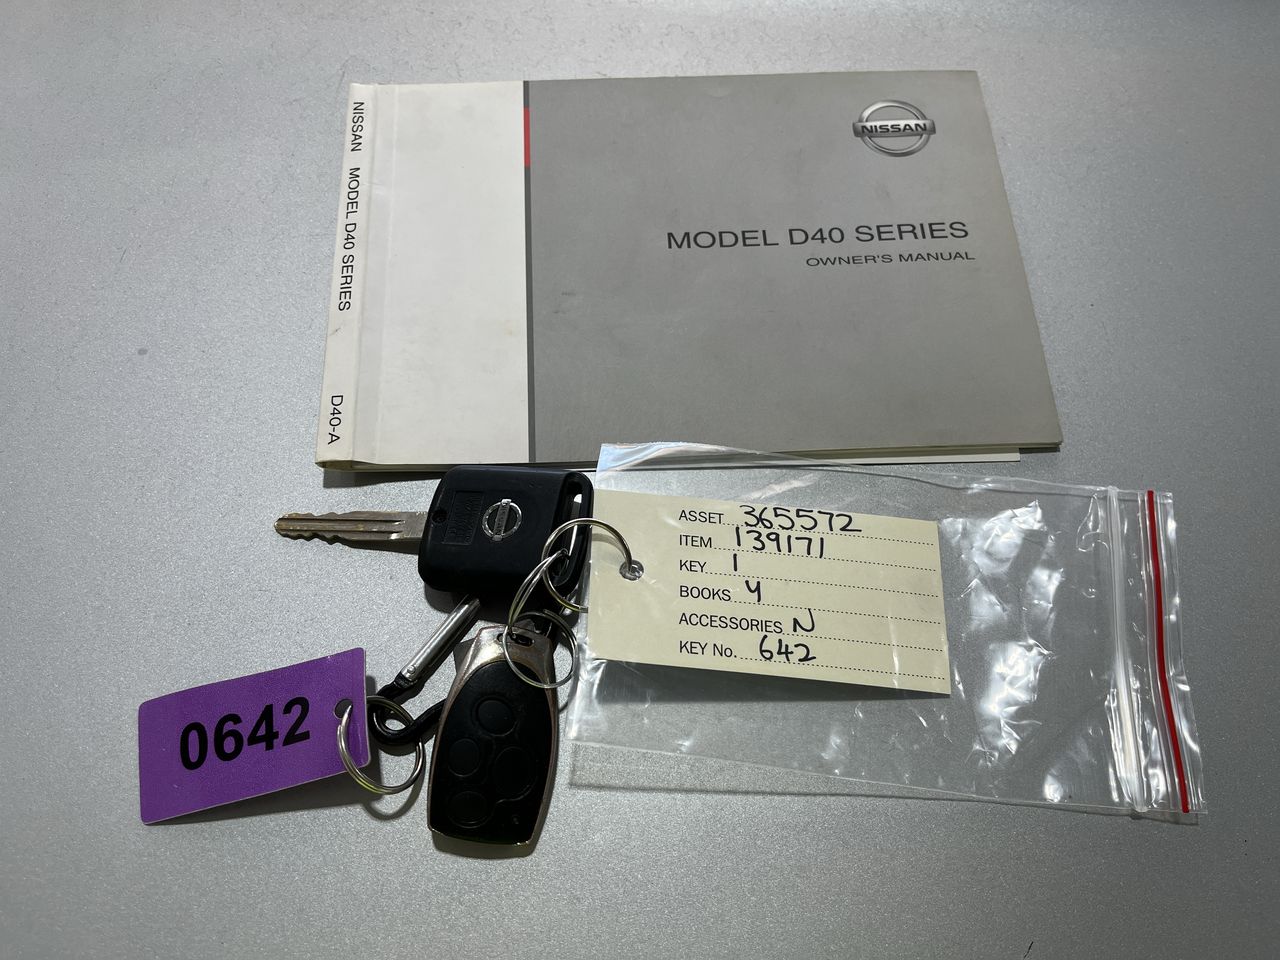 NISSAN MODEL D40 SERIES D40-A
NISSAN
MODEL D40 SERIES
OWNER'S MANUAL
ASSET 365572
ITEM 139171
KEY 1
BOOKS Y
ACCESSORIES N
KEY No. 642
NISSAN
0642